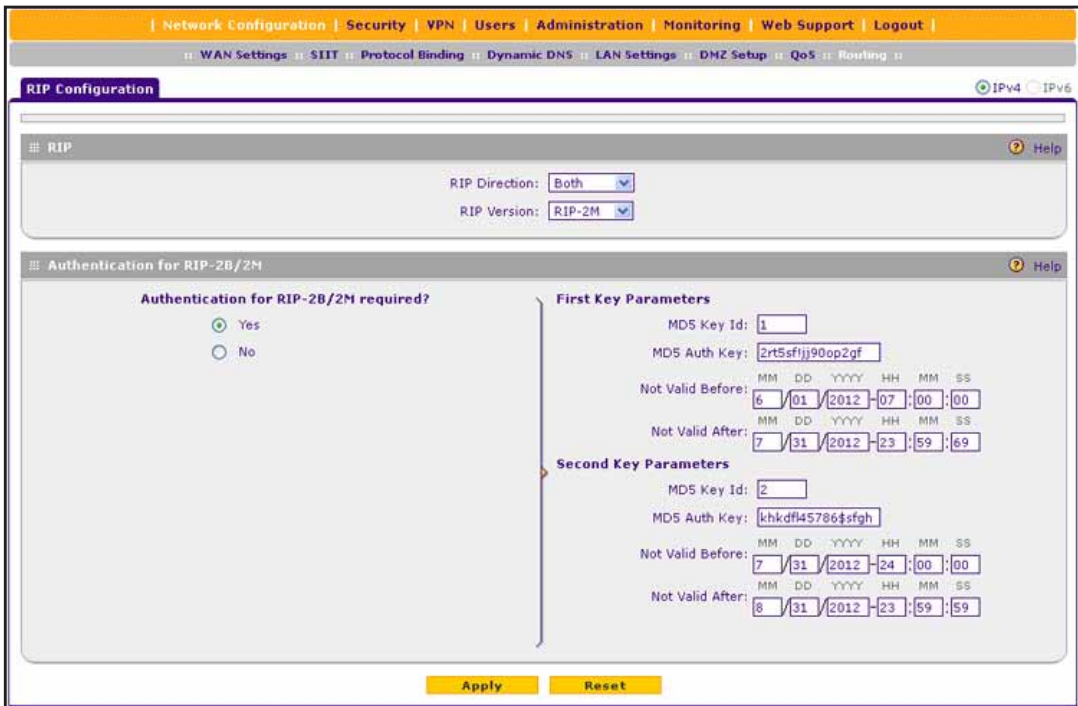 | Network Configuration | Security | VPN | Users | Administration | Monitoring | Web Support | Logout |
:: WAN Settings :: SIIT :: Protocol Binding :: Dynamic DNS :: LAN Settings :: DMZ Setup :: QoS :: Routing ::
RIP Configuration IPv4 IPv6
RIP Help
RIP Direction: Both
RIP Version: RIP-2M
Authentication for RIP-2B/2M Help
Authentication for RIP-2B/2M required?
Yes
No
First Key Parameters
MD5 Key Id: 1
MD5 Auth Key: 2rt5sf!jj90op2gf
MM DD YYYY HH MM SS
Not Valid Before: 6 / 01 / 2012 - 07 : 00 : 00
MM DD YYYY HH MM SS
Not Valid After: 7 / 31 / 2012 - 23 : 59 : 69
Second Key Parameters
MD5 Key Id: 2
MD5 Auth Key: khkdfl45786$sfgh
MM DD YYYY HH MM SS
Not Valid Before: 7 / 31 / 2012 - 24 : 00 : 00
MM DD YYYY HH MM SS
Not Valid After: 8 / 31 / 2012 - 23 : 59 : 59
Apply Reset